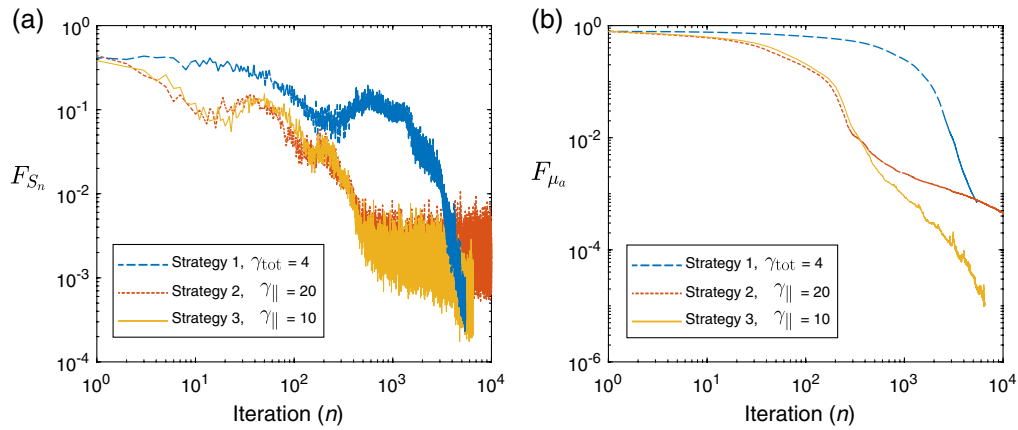 (a)
10^0
10^-1
F_{S_n}
10^-2
10^-3
10^-4
Strategy 1, γ_tot = 4
Strategy 2, γ_∥ = 20
Strategy 3, γ_∥ = 10
10^0 10^1 10^2 10^3 10^4
Iteration (n)
(b)
10^0
10^-2
F_{μ_a}
10^-4
10^-6
Strategy 1, γ_tot = 4
Strategy 2, γ_∥ = 20
Strategy 3, γ_∥ = 10
10^0 10^1 10^2 10^3 10^4
Iteration (n)